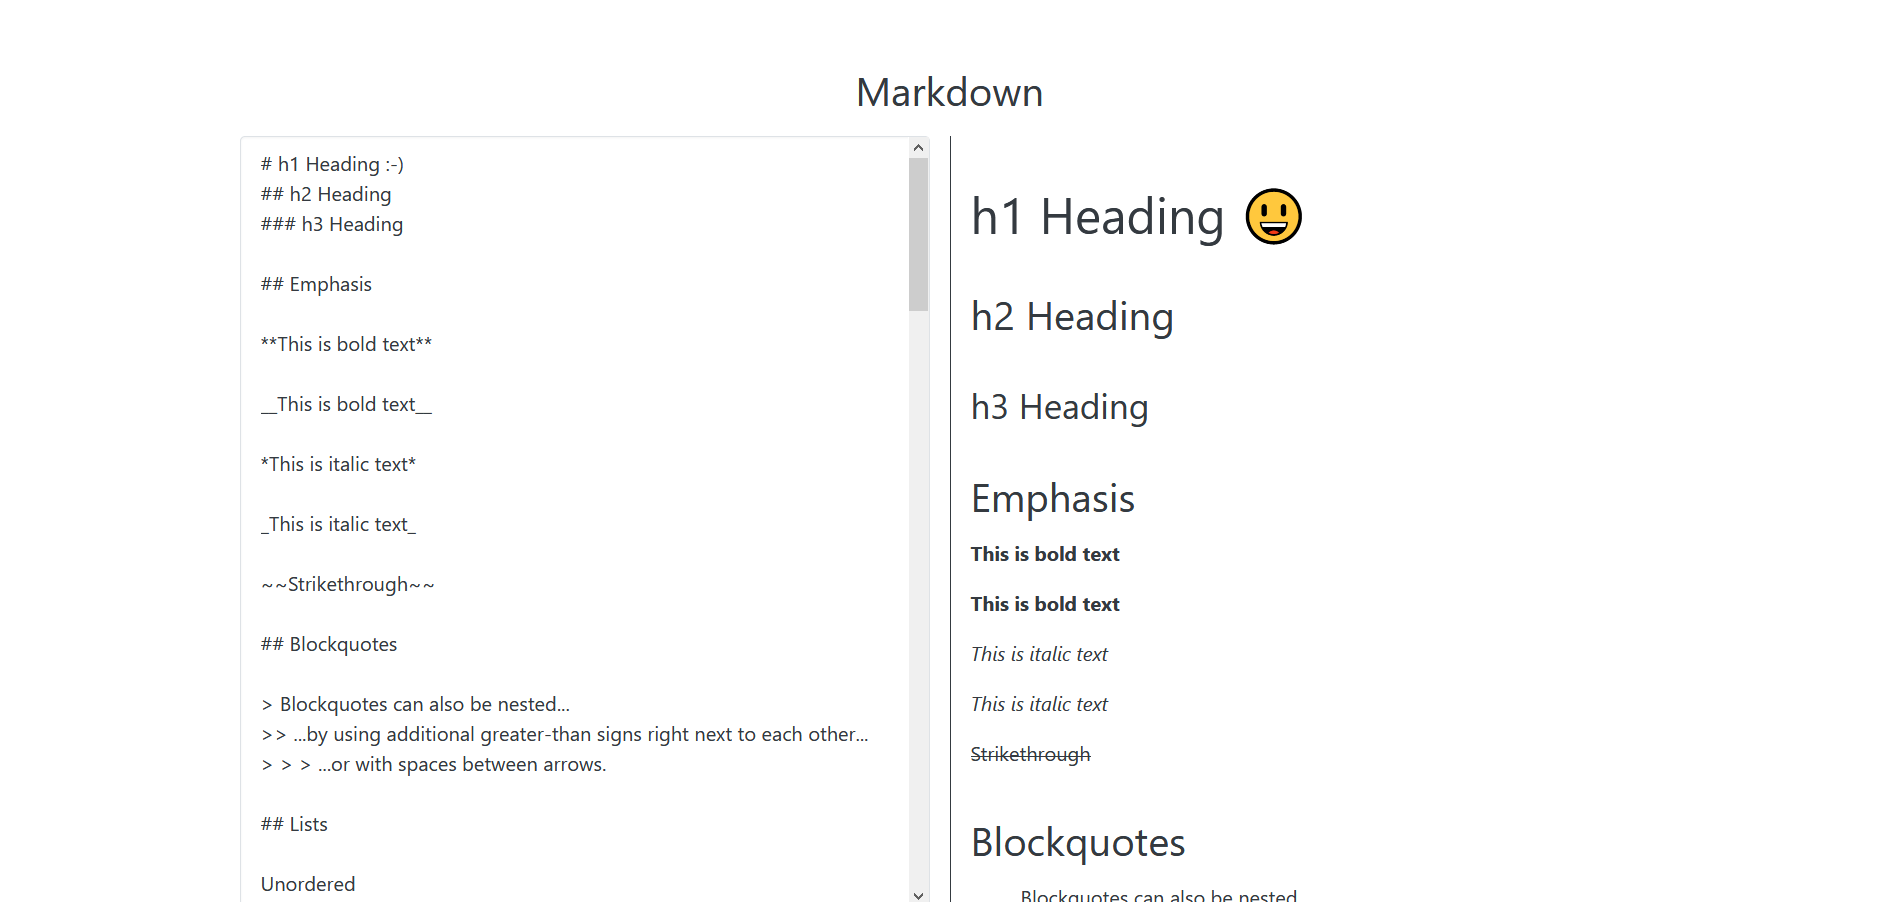 Markdown
# h1 Heading :-)
## h2 Heading
### h3 Heading
## Emphasis
**This is bold text**
__This is bold text__
*This is italic text*
_This is italic text_
~~Strikethrough~~
## Blockquotes
> Blockquotes can also be nested...
>> ...by using additional greater-than signs right next to each other...
> > > ...or with spaces between arrows.
## Lists
Unordered
h1 Heading 😃
h2 Heading
h3 Heading
Emphasis
This is bold text
This is bold text
This is italic text
This is italic text
Strikethrough
Blockquotes
Blockquotes can also be nested